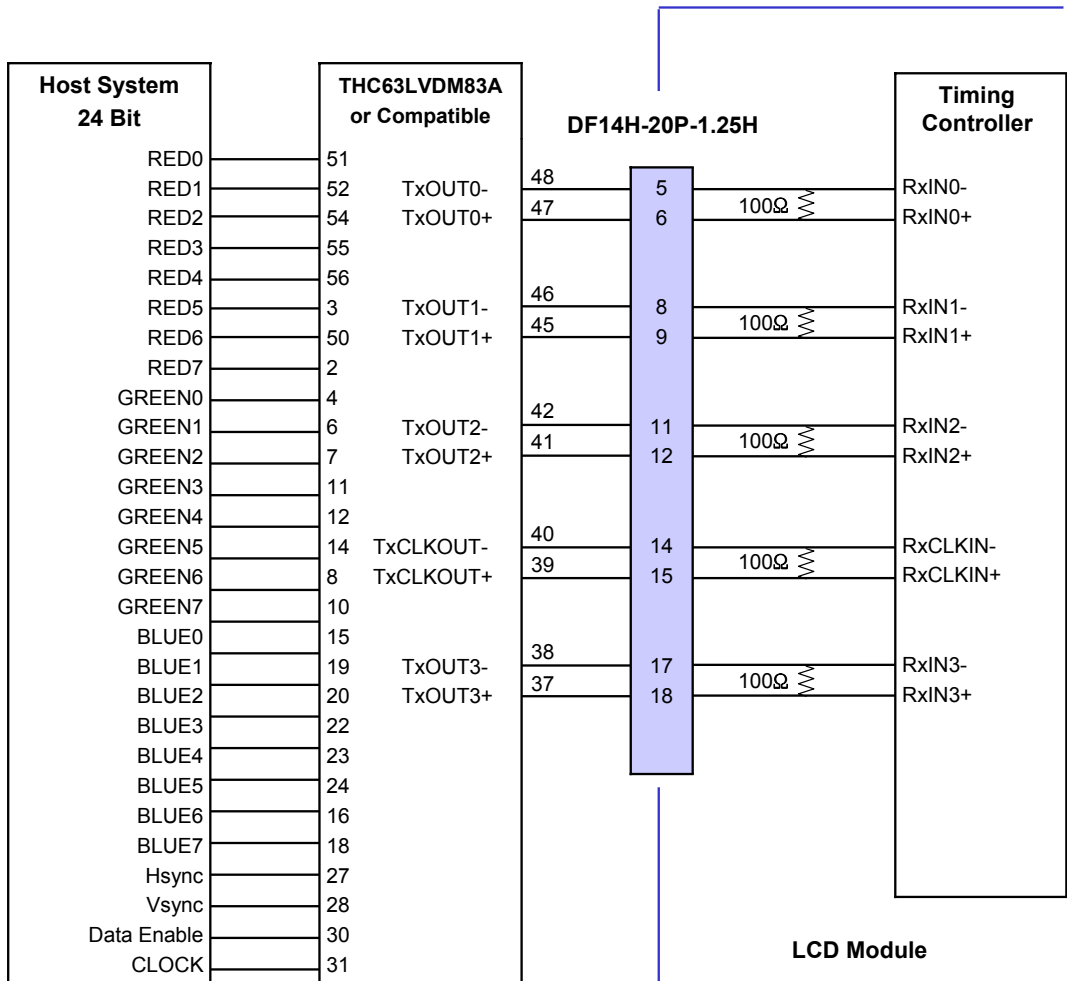 Host System
24 Bit
THC63LVDM83A
or Compatible
DF14H-20P-1.25H
Timing
Controller
RED0 51
RED1 52 TxOUT0- 48 5 RxIN0-
100Ω
RED2 54 TxOUT0+ 47 6 RxIN0+
RED3 55
RED4 56
RED5 3 TxOUT1- 46 8 RxIN1-
100Ω
RED6 50 TxOUT1+ 45 9 RxIN1+
RED7 2
GREEN0 4
GREEN1 6 TxOUT2- 42 11 RxIN2-
100Ω
GREEN2 7 TxOUT2+ 41 12 RxIN2+
GREEN3 11
GREEN4 12
GREEN5 14 TxCLKOUT- 40 14 RxCLKIN-
100Ω
GREEN6 8 TxCLKOUT+ 39 15 RxCLKIN+
GREEN7 10
BLUE0 15
BLUE1 19 TxOUT3- 38 17 RxIN3-
100Ω
BLUE2 20 TxOUT3+ 37 18 RxIN3+
BLUE3 22
BLUE4 23
BLUE5 24
BLUE6 16
BLUE7 18
Hsync 27
Vsync 28
Data Enable 30
CLOCK 31
LCD Module